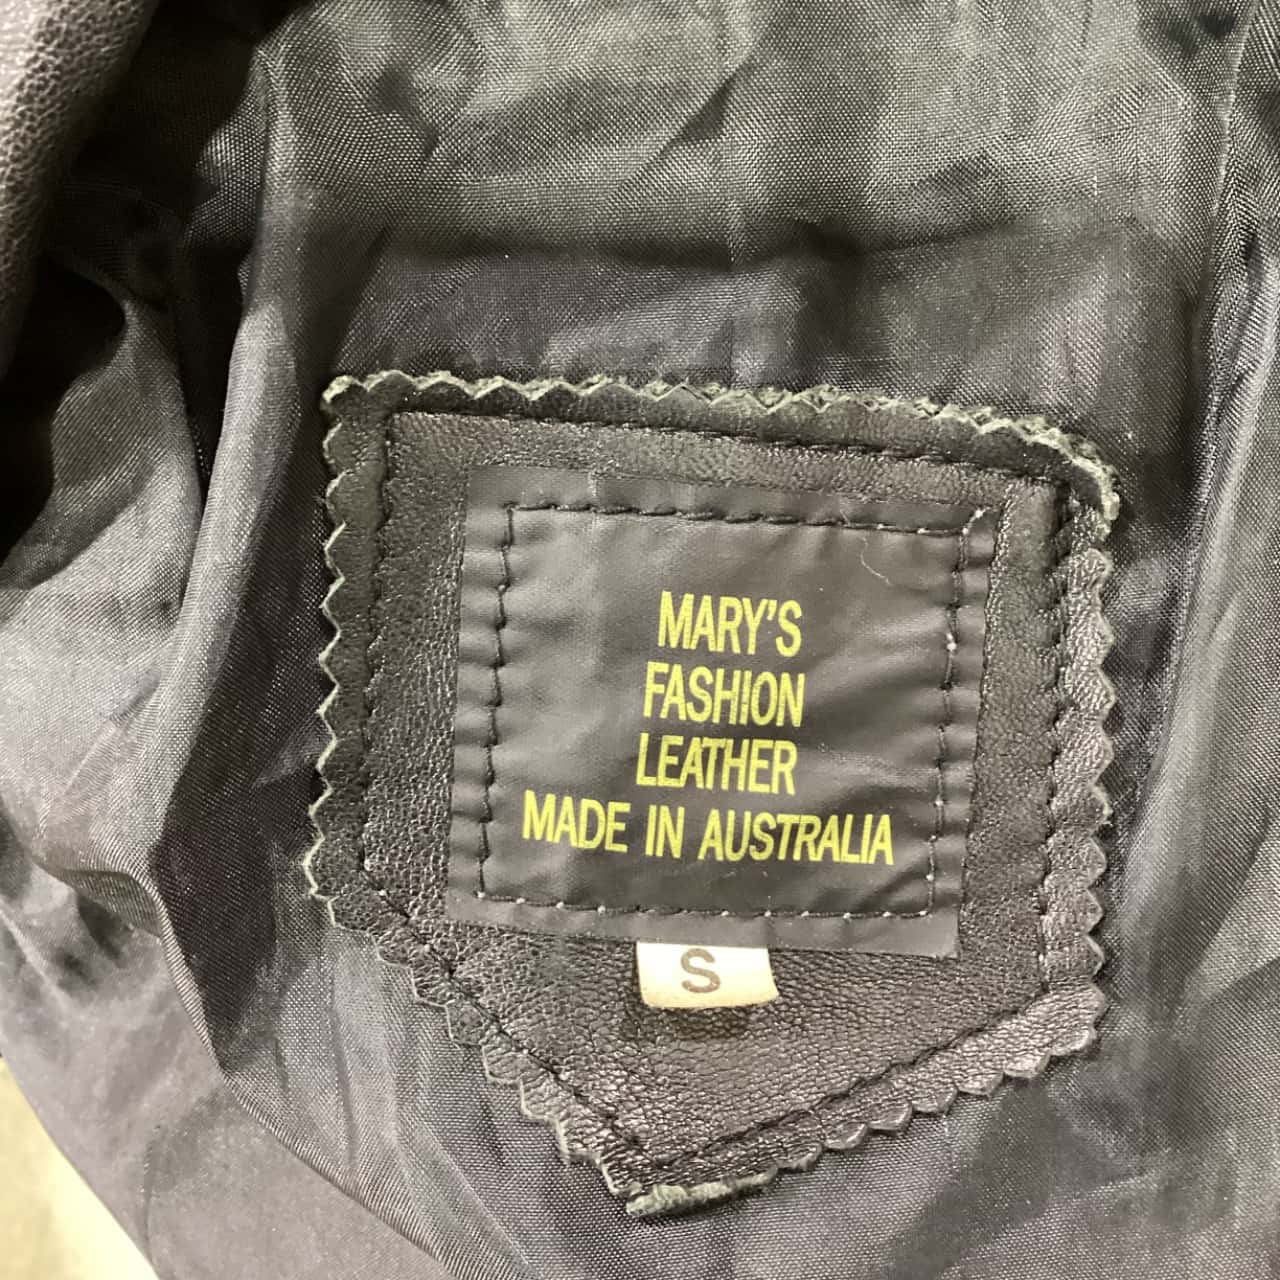 MARY'S
FASHION
LEATHER
MADE IN AUSTRALIA
S